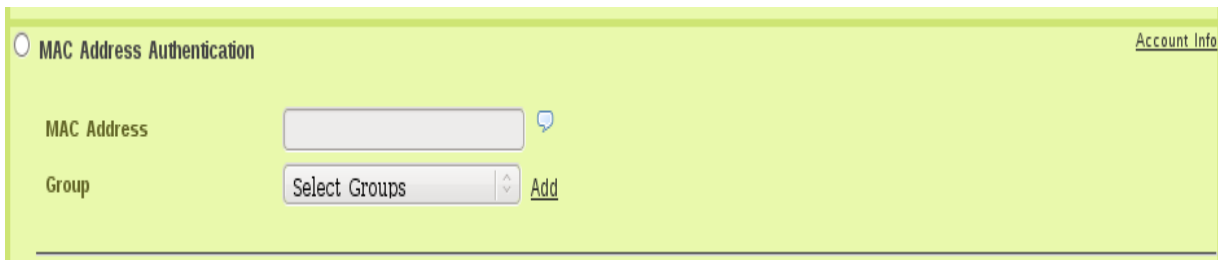 MAC Address Authentication
Account Info
MAC Address
Group
Select Groups
Add